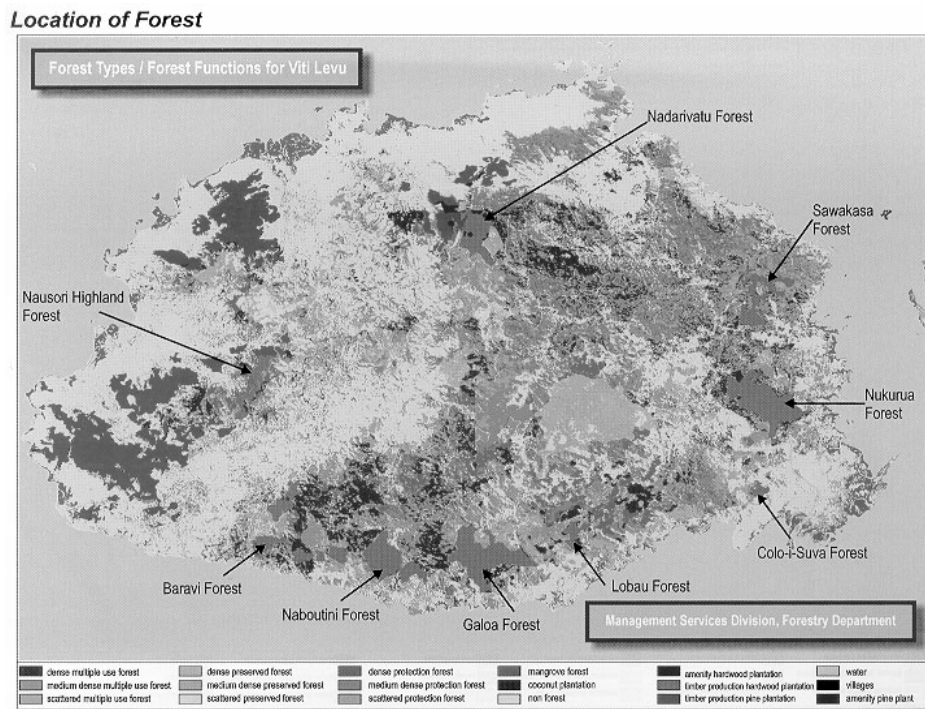 Location of Forest
Forest Types / Forest Functions for Viti Levu
Nadarivatu Forest
Sawakasa
Forest
Nausori Highland
Forest
Nukurua
Forest
Colo-i-Suva Forest
Baravi Forest
Lobau Forest
Naboutini Forest
Galoa Forest
Management Services Division, Forestry Department
dense multiple use forest
medium dense multiple use forest
scattered multiple use forest
dense preserved forest
medium dense preserved forest
scattered preserved forest
dense protection forest
medium dense protection forest
scattered protection forest
mangrove forest
coconut plantation
non forest
amenity hardwood plantation
timber production hardwood plantation
timber production pine plantation
water
villages
amenity pine plant